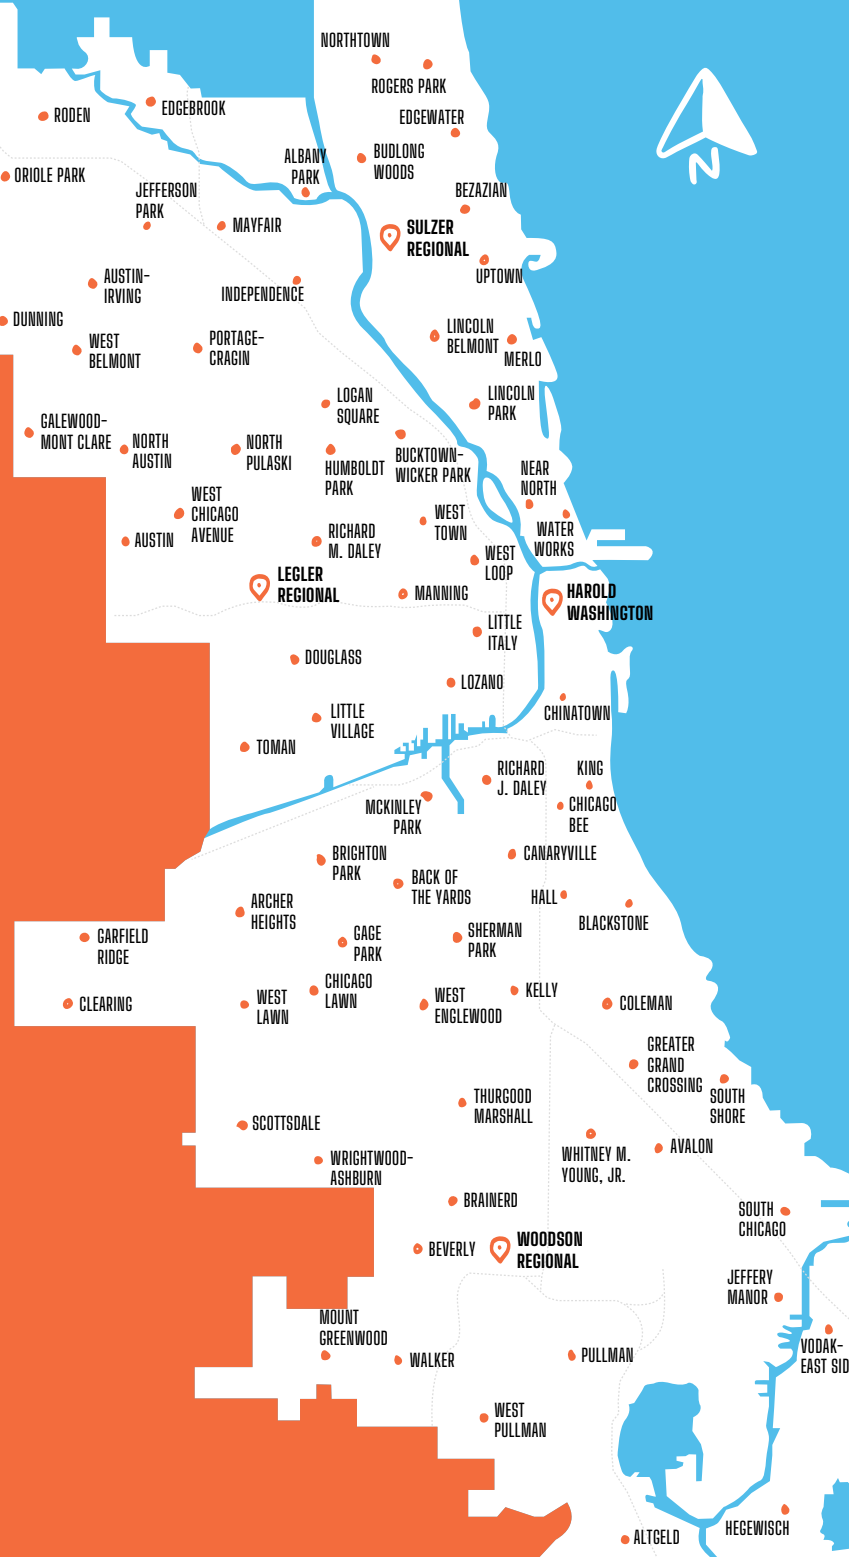 NORTHTOWN
ROGERS PARK
EDGEBROOK
RODEN
EDGEWATER
ALBANY
PARK
BUDLONG
WOODS
ORIOLE PARK
JEFFERSON
PARK
BEZAZIAN
MAYFAIR
SULZER
REGIONAL
UPTOWN
AUSTIN-
IRVING
INDEPENDENCE
DUNNING
WEST
BELMONT
PORTAGE-
CRAGIN
LINCOLN
BELMONT
MERLO
LOGAN
SQUARE
LINCOLN
PARK
GALEWOOD-
MONT CLARE
NORTH
AUSTIN
NORTH
PULASKI
HUMBOLDT
PARK
BUCKTOWN-
WICKER PARK
NEAR
NORTH
WEST
CHICAGO
AVENUE
WEST
TOWN
WATER
WORKS
AUSTIN
RICHARD
M. DALEY
WEST
LOOP
LEGLER
REGIONAL
MANNING
HAROLD
WASHINGTON
LITTLE
ITALY
DOUGLASS
LOZANO
CHINATOWN
LITTLE
VILLAGE
TOMAN
RICHARD
J. DALEY
KING
MCKINLEY
PARK
CHICAGO
BEE
BRIGHTON
PARK
CANARYVILLE
BACK OF
THE YARDS
HALL
ARCHER
HEIGHTS
BLACKSTONE
GARFIELD
RIDGE
GAGE
PARK
SHERMAN
PARK
CLEARING
WEST
LAWN
CHICAGO
LAWN
WEST
ENGLEWOOD
KELLY
COLEMAN
GREATER
GRAND
CROSSING
SOUTH
SHORE
THURGOOD
MARSHALL
SCOTTSDALE
WHITNEY M.
YOUNG, JR.
AVALON
WRIGHTWOOD-
ASHBURN
BRAINERD
SOUTH
CHICAGO
BEVERLY
WOODSON
REGIONAL
JEFFERY
MANOR
MOUNT
GREENWOOD
WALKER
PULLMAN
VODAK-
EAST SID
WEST
PULLMAN
HEGEWISCH
ALTGELD
N